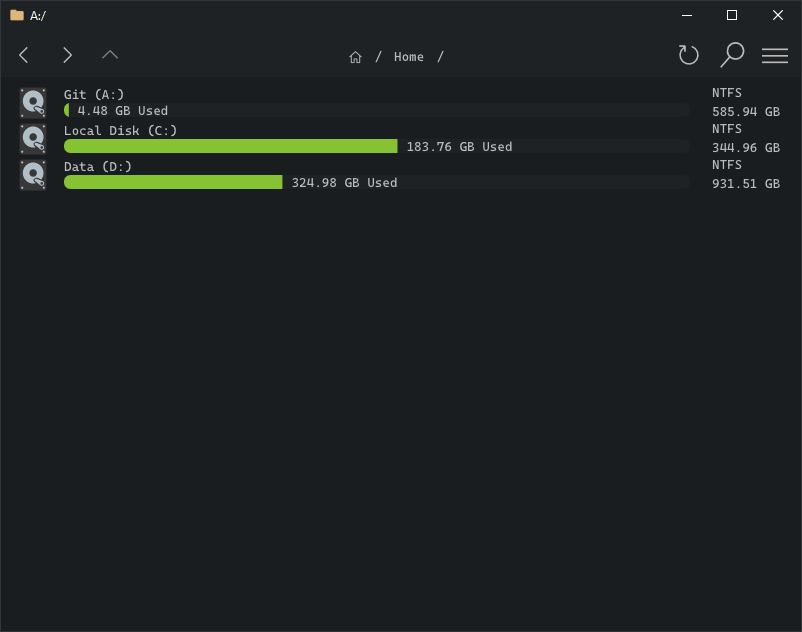 A:/
/ Home /
Git (A:)
NTFS
4.48 GB Used
585.94 GB
Local Disk (C:)
NTFS
183.76 GB Used
344.96 GB
Data (D:)
NTFS
324.98 GB Used
931.51 GB